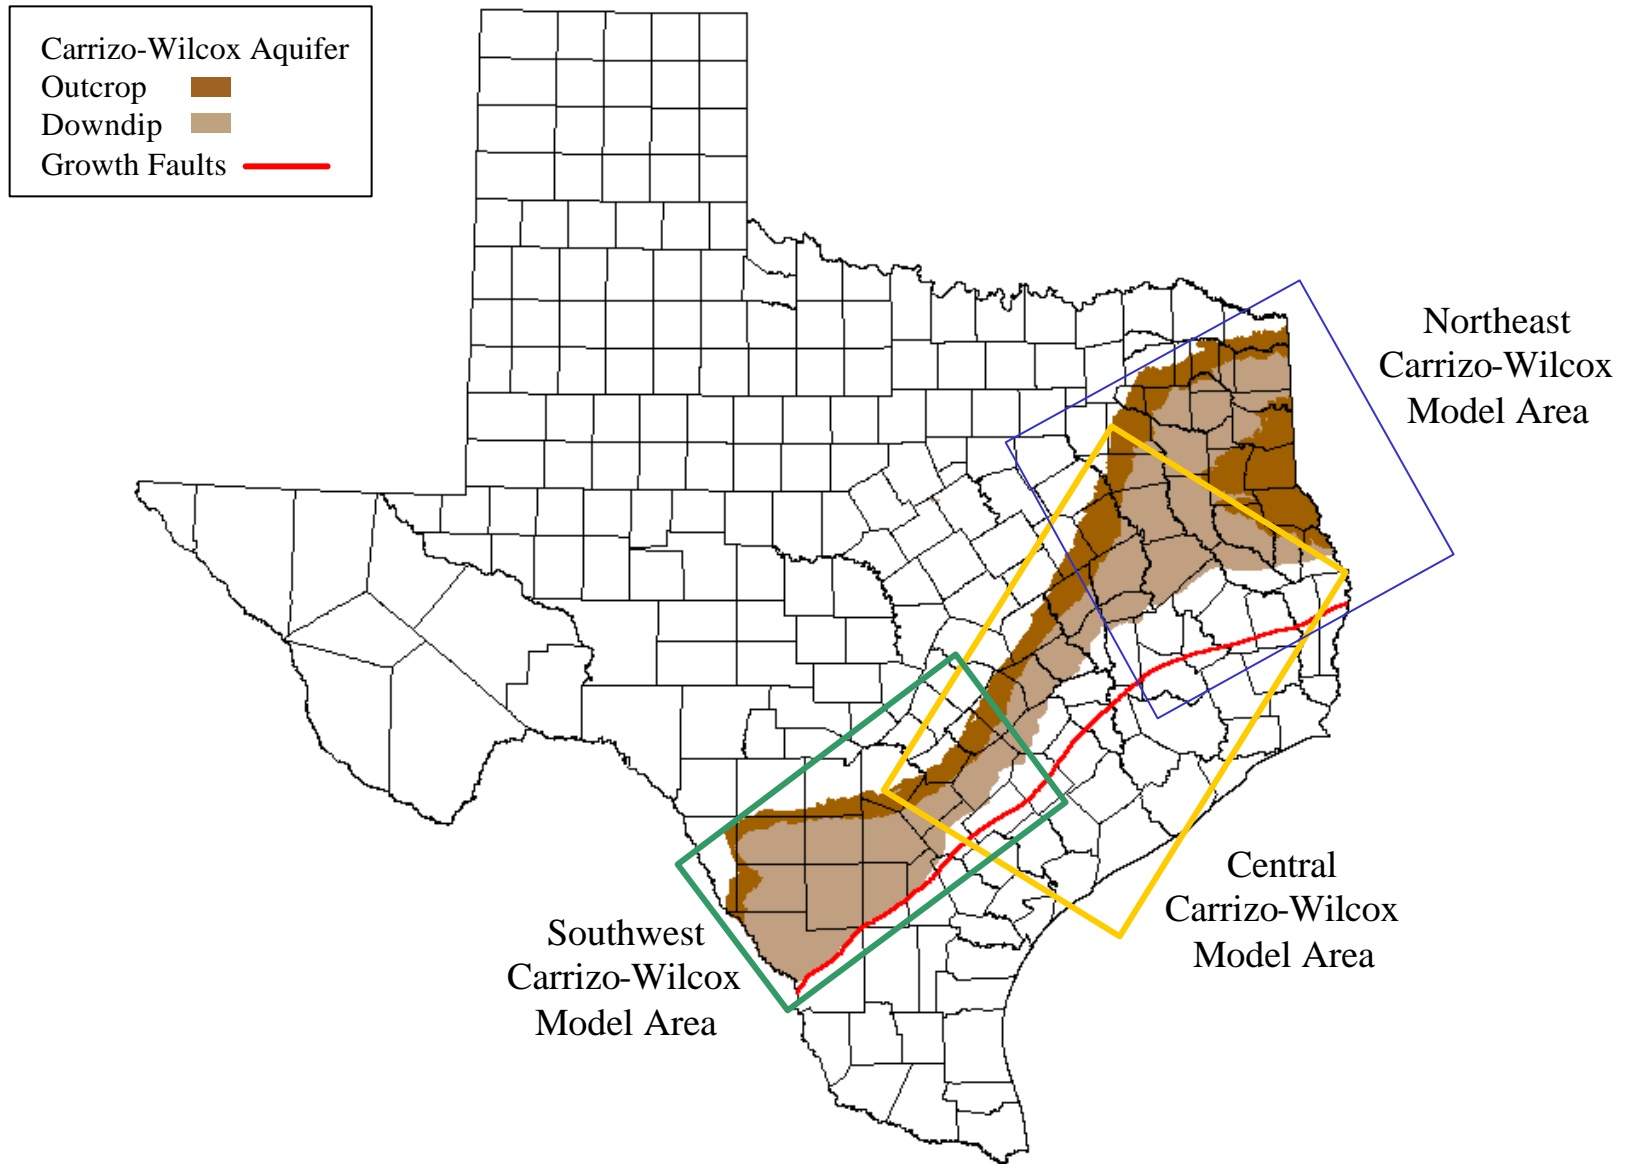 Carrizo-Wilcox Aquifer
Outcrop
Downdip
Growth Faults
Northeast
Carrizo-Wilcox
Model Area
Central
Carrizo-Wilcox
Model Area
Southwest
Carrizo-Wilcox
Model Area